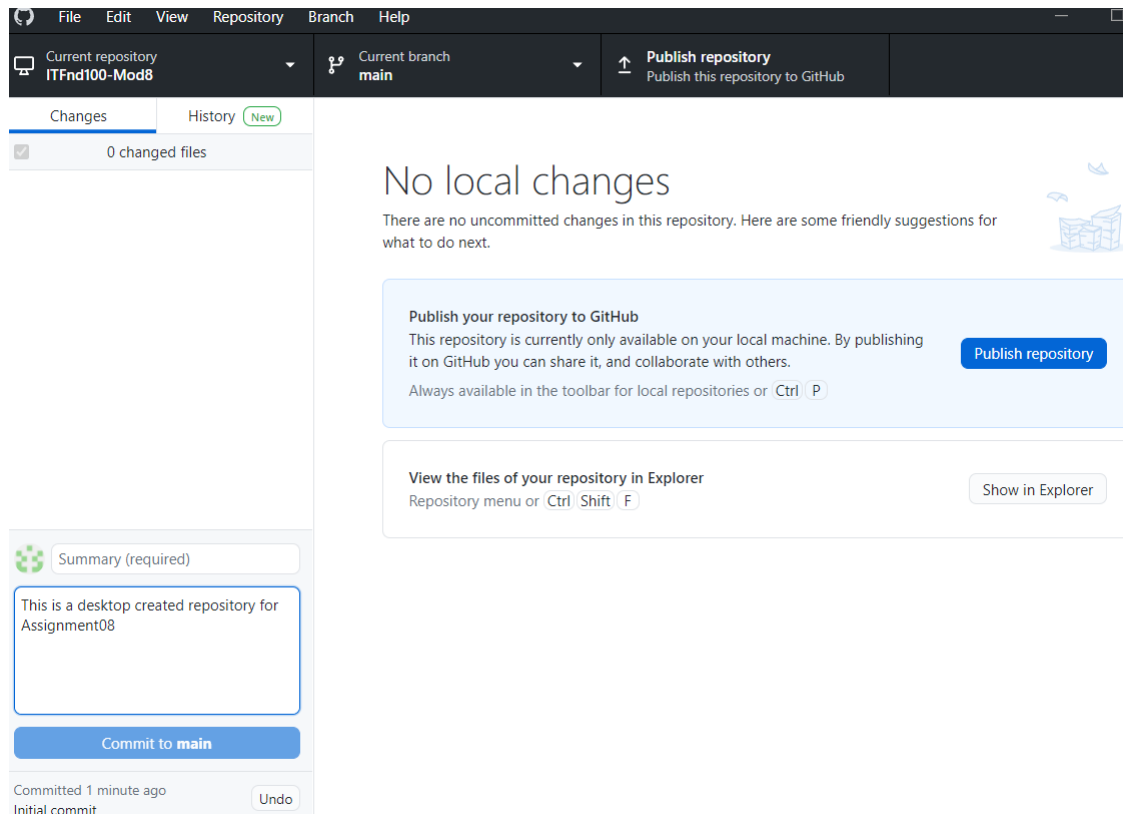 File Edit View Repository Branch Help
Current repository
ITFnd100-Mod8
Current branch
main
Publish repository
Publish this repository to GitHub
Changes
History New
0 changed files
No local changes
There are no uncommitted changes in this repository. Here are some friendly suggestions for
what to do next.
Publish your repository to GitHub
This repository is currently only available on your local machine. By publishing
it on GitHub you can share it, and collaborate with others.
Always available in the toolbar for local repositories or Ctrl P
Publish repository
View the files of your repository in Explorer
Repository menu or Ctrl Shift F
Show in Explorer
Summary (required)
This is a desktop created repository for
Assignment08
Commit to main
Committed 1 minute ago
Initial commit
Undo